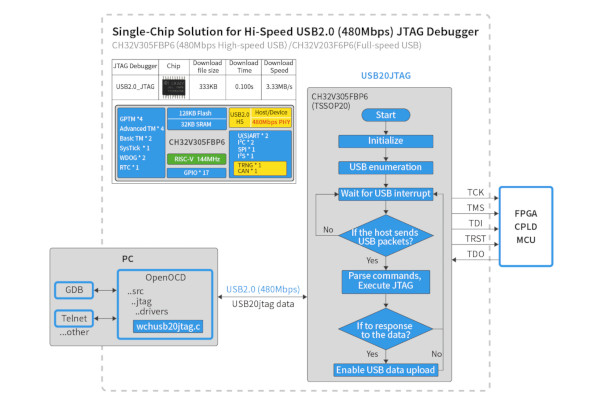 Single-Chip Solution for Hi-Speed USB2.0 (480Mbps) JTAG Debugger
CH32V305FBP6 (480Mbps High-speed USB)/CH32V203F6P6(Full-speed USB)
JTAG Debugger
Chip
Download file size
Download Time
Download Speed
USB2.0_JTAG
333KB
0.100s
3.33MB/s
GPTM *4
Advanced TM * 4
Basic TM * 2
SysTick * 1
WDOG * 2
RTC * 1
128KB Flash
32KB SRAM
CH32V305FBP6
RISC-V 144MHz
GPIO * 17
USB2.0 HS
Host/Device
480Mbps PHY
U(S)ART * 2
I²C * 2
SPI * 1
I²S * 1
TRNG * 1
CAN * 1
USB20JTAG
CH32V305FBP6
(TSSOP20)
Start
Initialize
USB enumeration
Wait for USB interrupt
No
If the host sends
USB packets?
Yes
Parse commands,
Execute JTAG
If to response
to the data?
Yes
No
Enable USB data upload
TCK
TMS
TDI
TRST
TDO
FPGA
CPLD
MCU
PC
GDB
Telnet
...other
OpenOCD
..src
..jtag
..drivers
wchusb20jtag.c
USB2.0 (480Mbps)
USB20jtag data